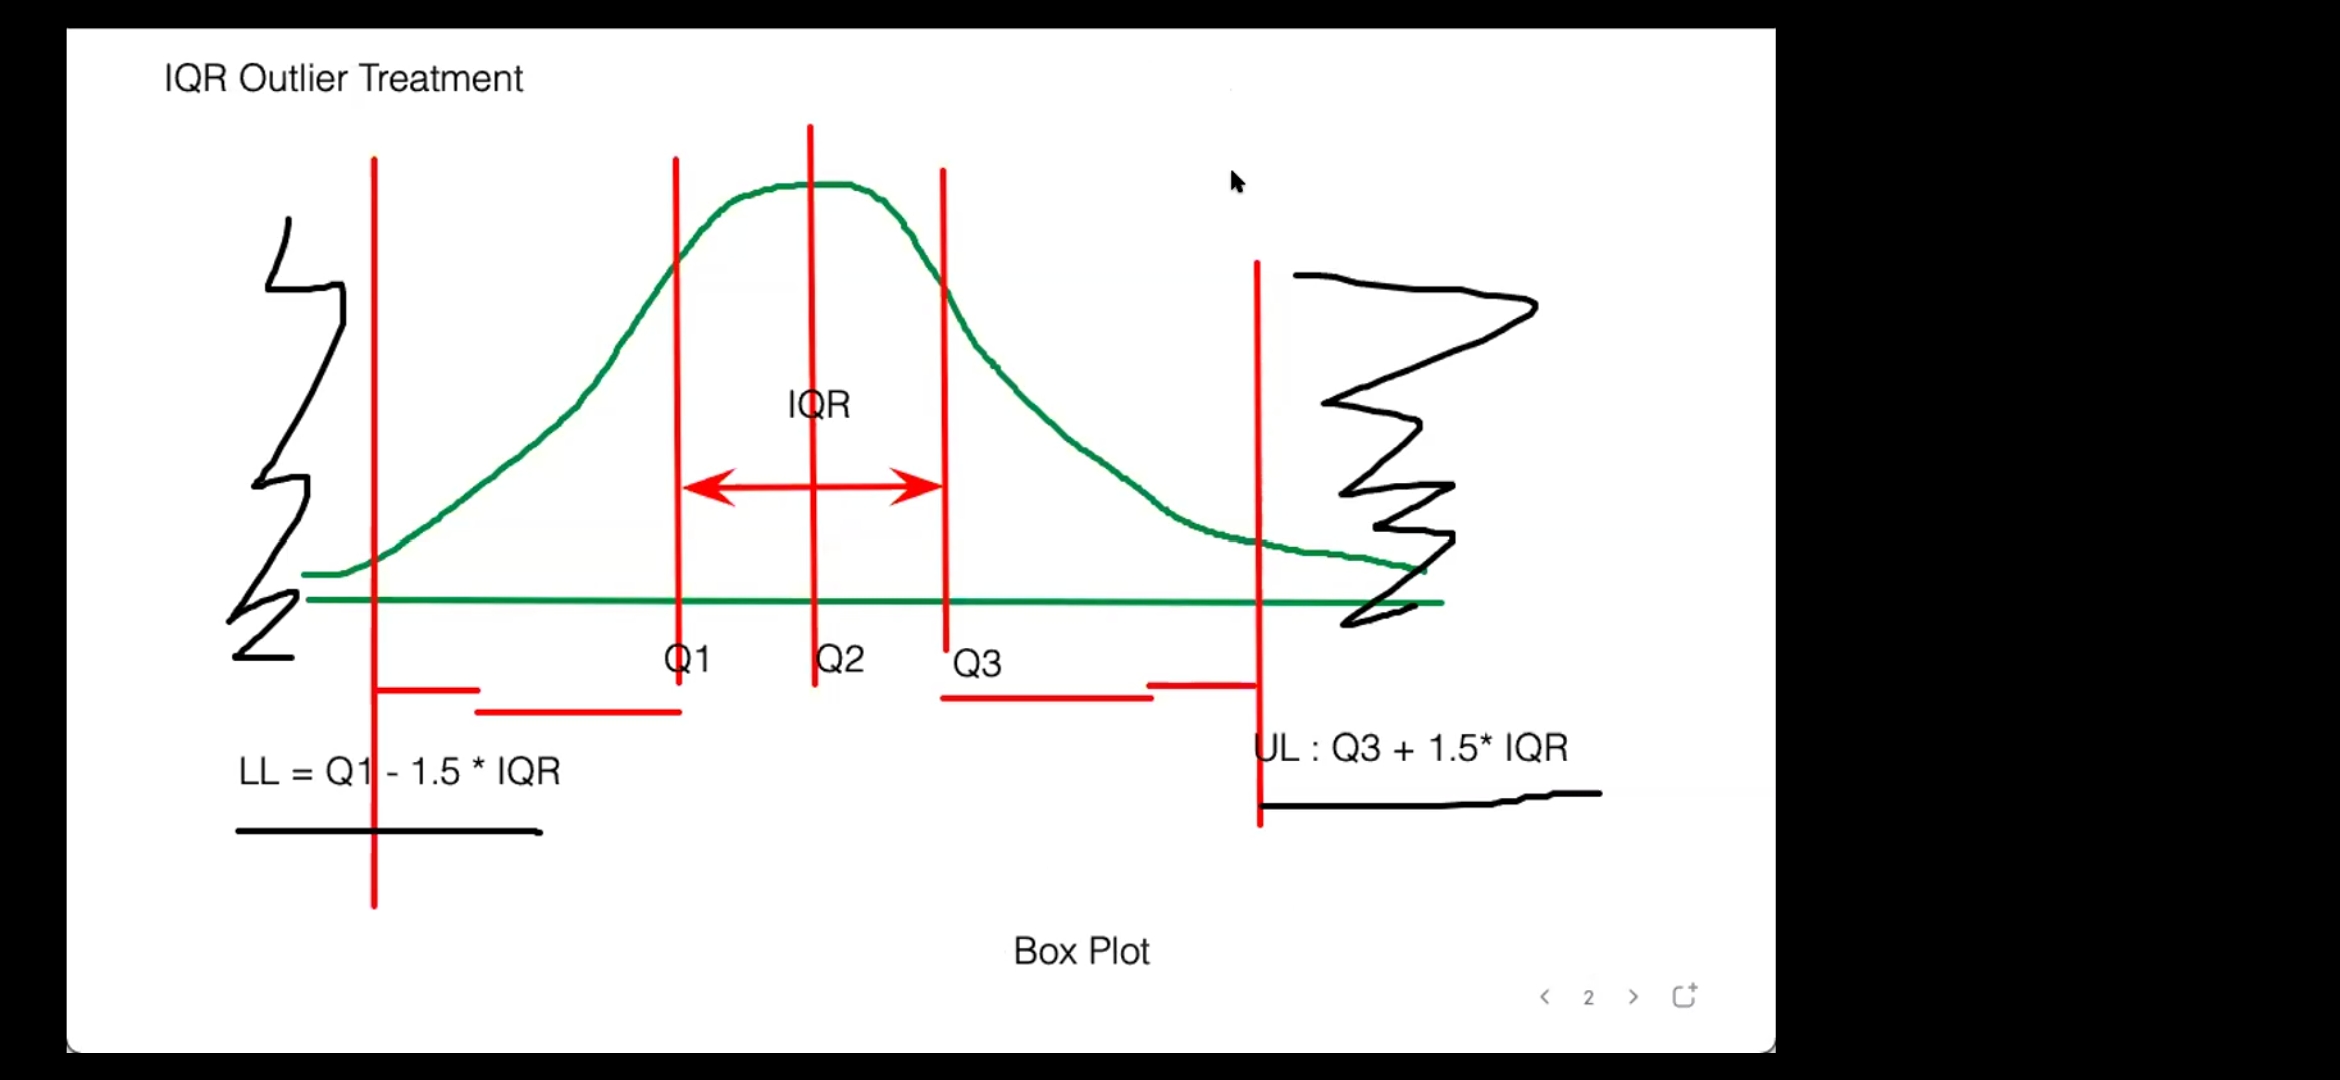 IQR Outlier Treatment
IQR
Q1
Q2
Q3
UL : Q3 + 1.5* IQR
LL = Q1 - 1.5 * IQR
Box Plot
2